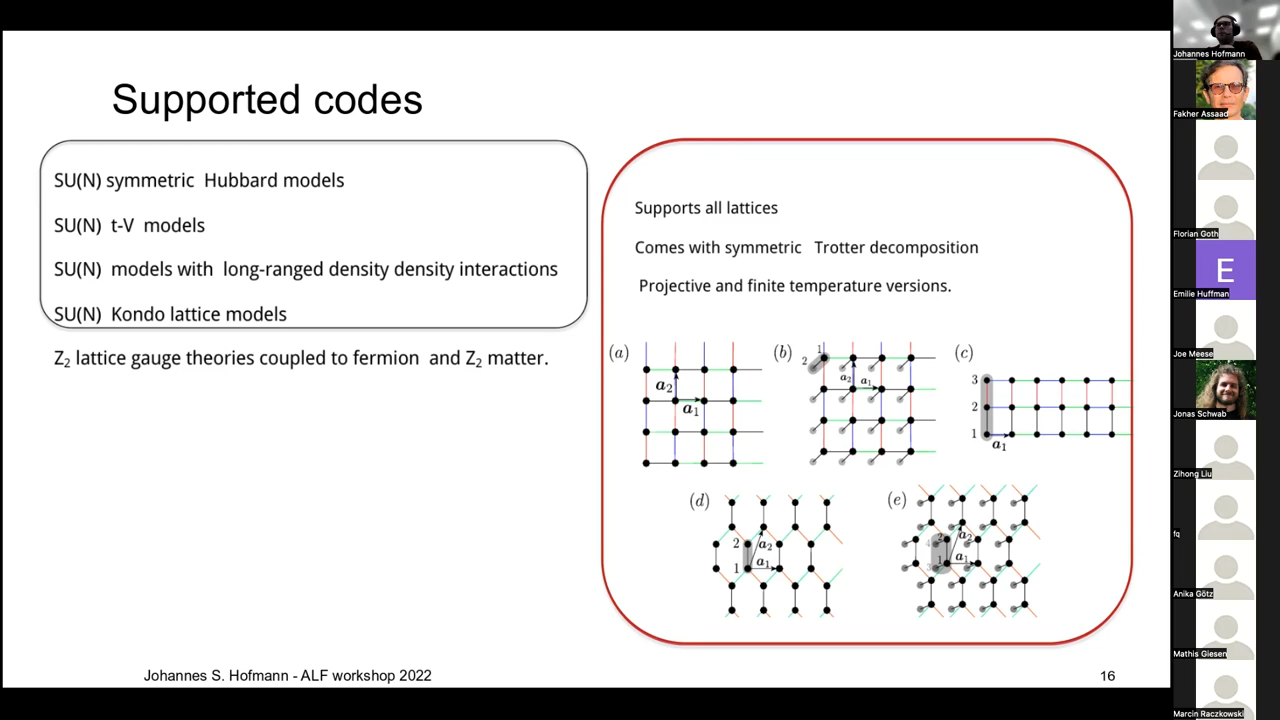 Supported codes
SU(N) symmetric Hubbard models
SU(N) t-V models
SU(N) models with long-ranged density density interactions
SU(N) Kondo lattice models
Z₂ lattice gauge theories coupled to fermion and Z₂ matter.
Supports all lattices
Comes with symmetric Trotter decomposition
Projective and finite temperature versions.
(a)
a₂
a₁
(b)
1
2
a₂
a₁
(c)
3
2
1
a₁
(d)
2
a₂
1
a₁
(e)
2
a₂
1
a₁
Johannes S. Hofmann - ALF workshop 2022
16
Johannes Hofmann
Fakher Assaad
Florian Goth
E
Emilie Huffman
Joe Meese
Jonas Schwab
Zihong Liu
fq
Anika Götz
Mathis Giesen
Marcin Raczkowski